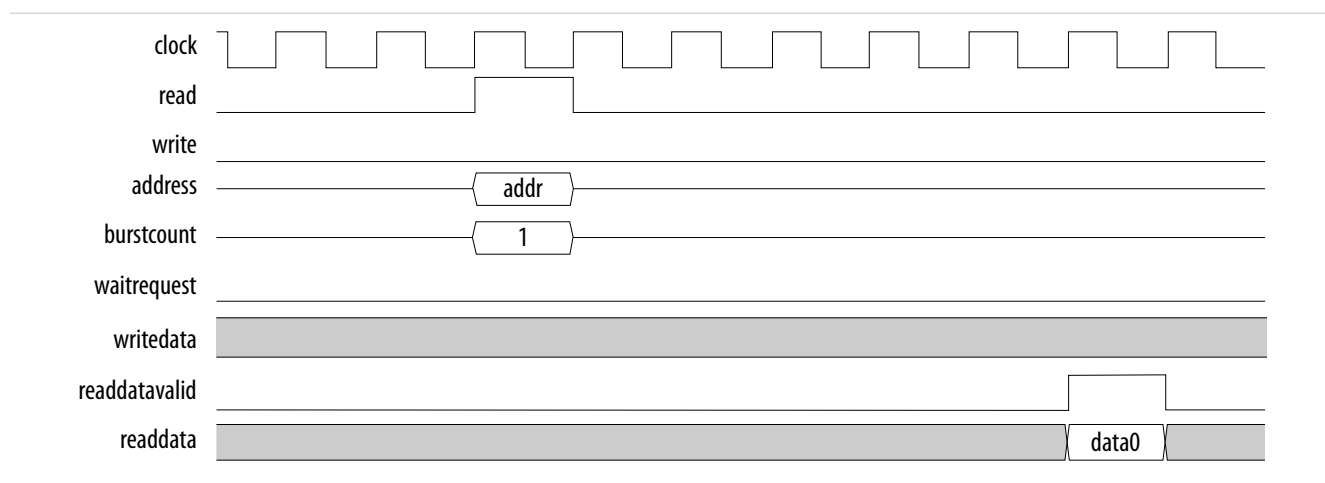 clock
read
write
address addr
burstcount 1
waitrequest
writedata
readdatavalid
readdata data0